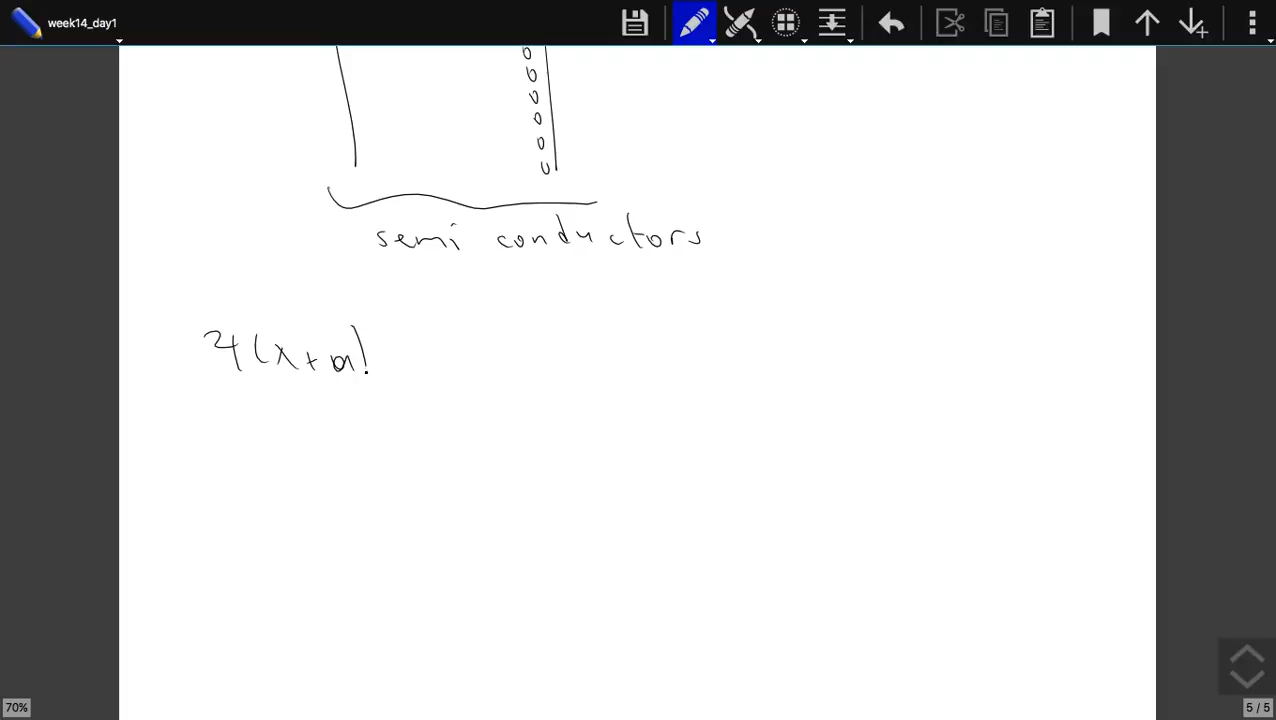 week14_day1
semi conductors
ψ(x+a)
70%
5 / 5